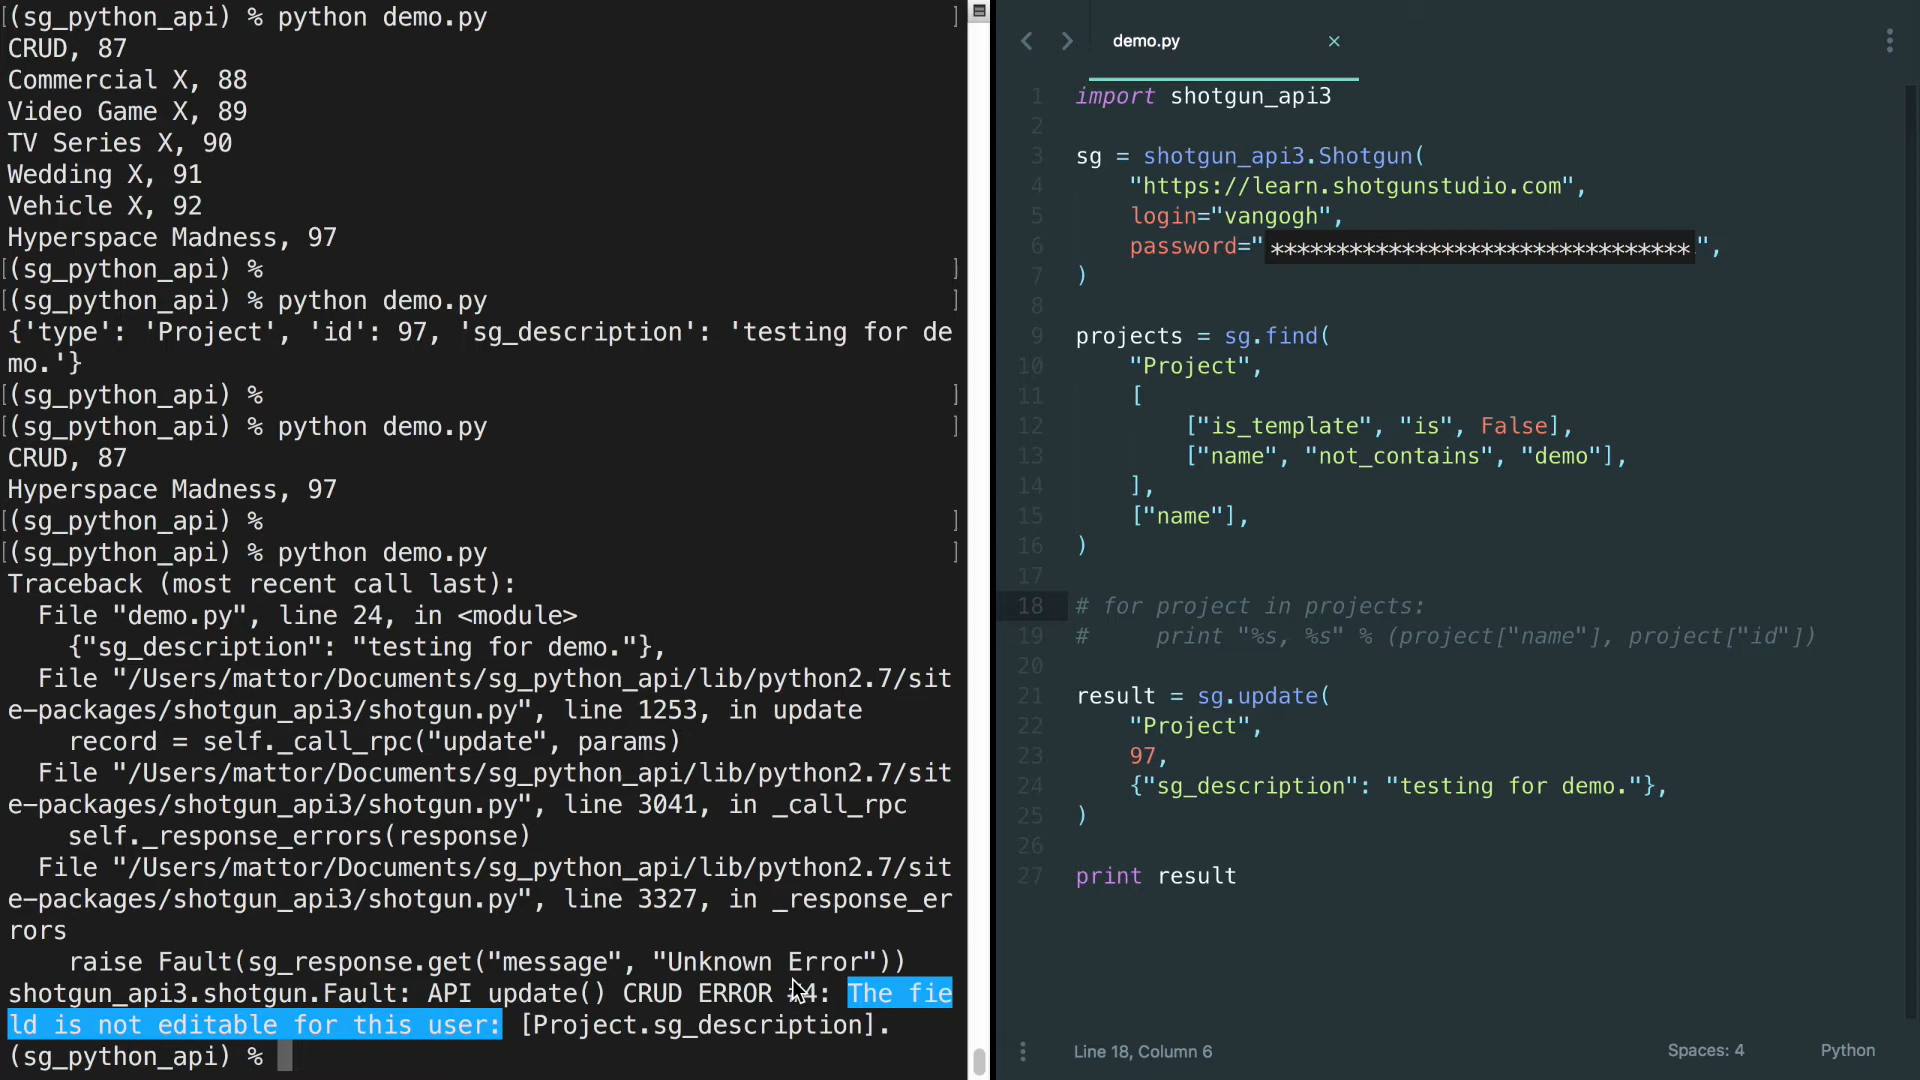 (sg_python_api) % python demo.py
CRUD, 87
Commercial X, 88
Video Game X, 89
TV Series X, 90
Wedding X, 91
Vehicle X, 92
Hyperspace Madness, 97
(sg_python_api) %
(sg_python_api) % python demo.py
{'type': 'Project', 'id': 97, 'sg_description': 'testing for de
mo.'}
(sg_python_api) %
(sg_python_api) % python demo.py
CRUD, 87
Hyperspace Madness, 97
(sg_python_api) %
(sg_python_api) % python demo.py
Traceback (most recent call last):
  File "demo.py", line 24, in <module>
    {"sg_description": "testing for demo."},
  File "/Users/mattor/Documents/sg_python_api/lib/python2.7/sit
e-packages/shotgun_api3/shotgun.py", line 1253, in update
    record = self._call_rpc("update", params)
  File "/Users/mattor/Documents/sg_python_api/lib/python2.7/sit
e-packages/shotgun_api3/shotgun.py", line 3041, in _call_rpc
    self._response_errors(response)
  File "/Users/mattor/Documents/sg_python_api/lib/python2.7/sit
e-packages/shotgun_api3/shotgun.py", line 3327, in _response_er
rors
    raise Fault(sg_response.get("message", "Unknown Error"))
shotgun_api3.shotgun.Fault: API update() CRUD ERROR The fie
ld is not editable for this user: [Project.sg_description].
(sg_python_api) %
demo.py
1 import shotgun_api3
2
3 sg = shotgun_api3.Shotgun(
4     "https://learn.shotgunstudio.com",
5     login="vangogh",
6     password="********************************",
7 )
8
9 projects = sg.find(
10     "Project",
11     [
12         ["is_template", "is", False],
13         ["name", "not_contains", "demo"],
14     ],
15     ["name"],
16 )
17
18 # for project in projects:
19 #     print "%s, %s" % (project["name"], project["id"])
20
21 result = sg.update(
22     "Project",
23     97,
24     {"sg_description": "testing for demo."},
25 )
26
27 print result
Line 18, Column 6
Spaces: 4
Python